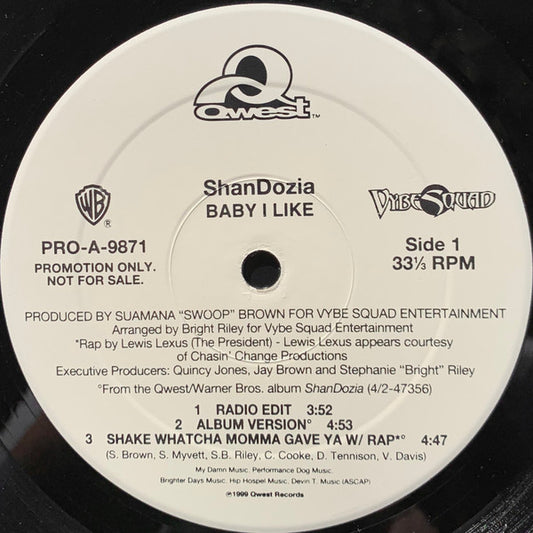 Q
Qwest™
ShanDozia
BABY I LIKE
WB®
VYBE SQUAD
PRO-A-9871
PROMOTION ONLY.
NOT FOR SALE.
Side 1
33⅓ RPM
PRODUCED BY SUAMANA "SWOOP" BROWN FOR VYBE SQUAD ENTERTAINMENT
Arranged by Bright Riley for Vybe Squad Entertainment
*Rap by Lewis Lexus (The President) - Lewis Lexus appears courtesy
of Chasin' Change Productions
Executive Producers: Quincy Jones, Jay Brown and Stephanie "Bright" Riley
°From the Qwest/Warner Bros. album ShanDozia (4/2-47356)
1 RADIO EDIT 3:52
2 ALBUM VERSION° 4:53
3 SHAKE WHATCHA MOMMA GAVE YA W/ RAP*° 4:47
(S. Brown, S. Myvett, S.B. Riley, C. Cooke, D. Tennison, V. Davis)
My Damn Music. Performance Dog Music.
Brighter Days Music. Hip Hospel Music. Devin T. Music (ASCAP)
℗1999 Qwest Records